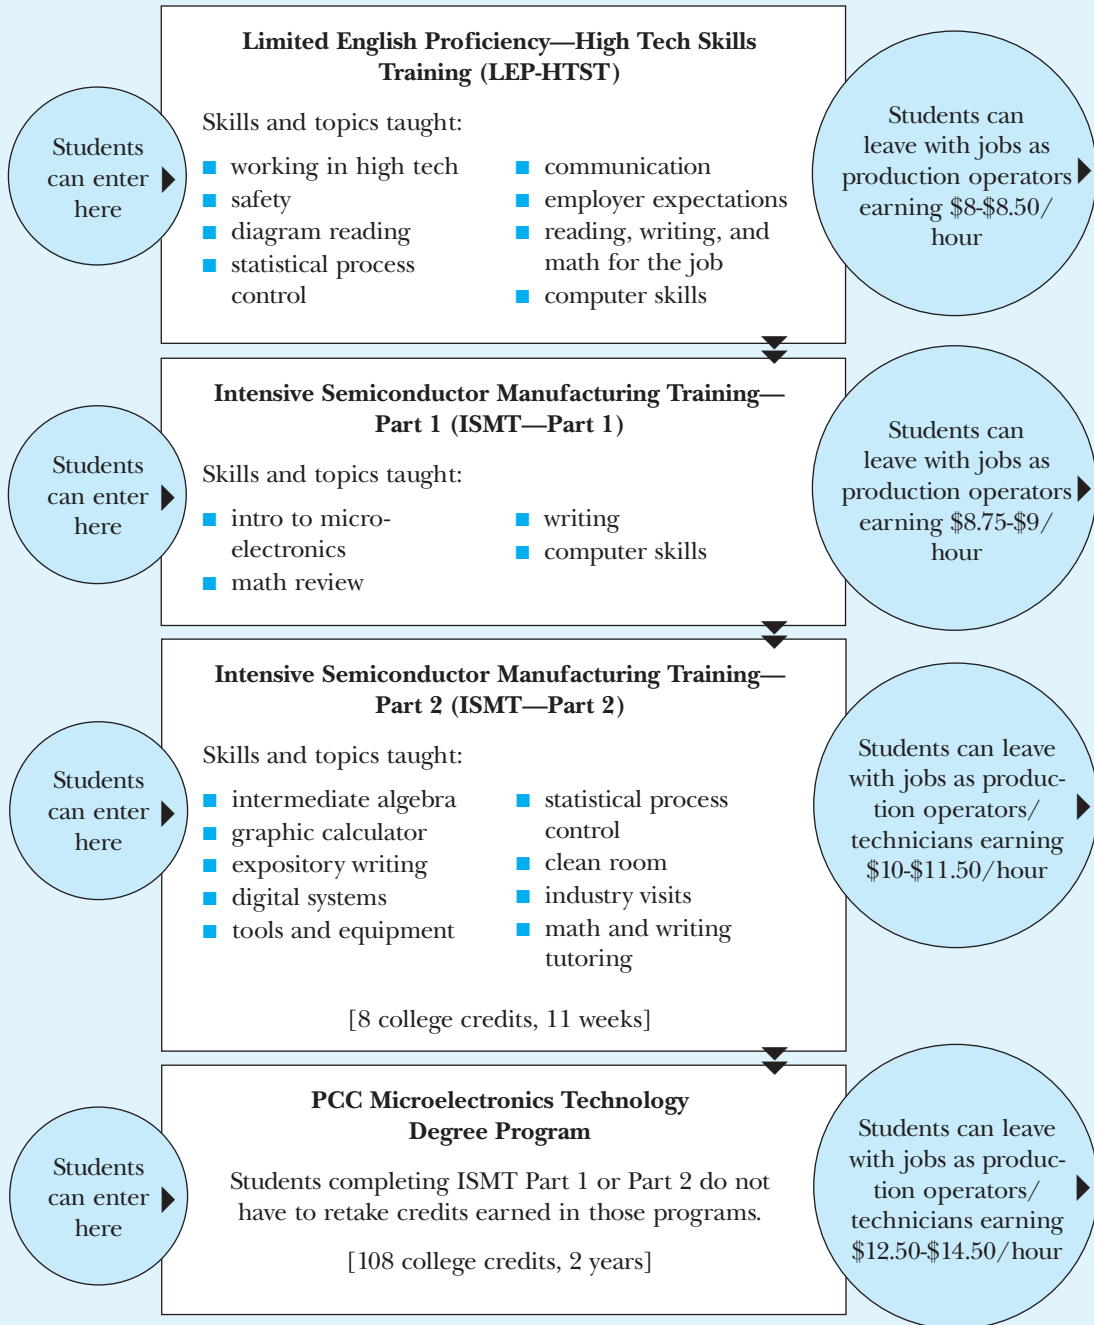 Limited English Proficiency—High Tech Skills
Training (LEP-HTST)
Students
can enter
here
Skills and topics taught:
■ working in high tech
■ safety
■ diagram reading
■ statistical process
control
■ communication
■ employer expectations
■ reading, writing, and
math for the job
■ computer skills
Students can
leave with jobs as
production operators
earning $8-$8.50/
hour
Intensive Semiconductor Manufacturing Training—
Part 1 (ISMT—Part 1)
Students
can enter
here
Skills and topics taught:
■ intro to micro-
electronics
■ math review
■ writing
■ computer skills
Students can
leave with jobs as
production operators
earning $8.75-$9/
hour
Intensive Semiconductor Manufacturing Training—
Part 2 (ISMT—Part 2)
Students
can enter
here
Skills and topics taught:
■ intermediate algebra
■ graphic calculator
■ expository writing
■ digital systems
■ tools and equipment
■ statistical process
control
■ clean room
■ industry visits
■ math and writing
tutoring
[8 college credits, 11 weeks]
Students can leave
with jobs as produc-
tion operators/
technicians earning
$10-$11.50/hour
PCC Microelectronics Technology
Degree Program
Students
can enter
here
Students completing ISMT Part 1 or Part 2 do not
have to retake credits earned in those programs.
[108 college credits, 2 years]
Students can leave
with jobs as produc-
tion operators/
technicians earning
$12.50-$14.50/hour